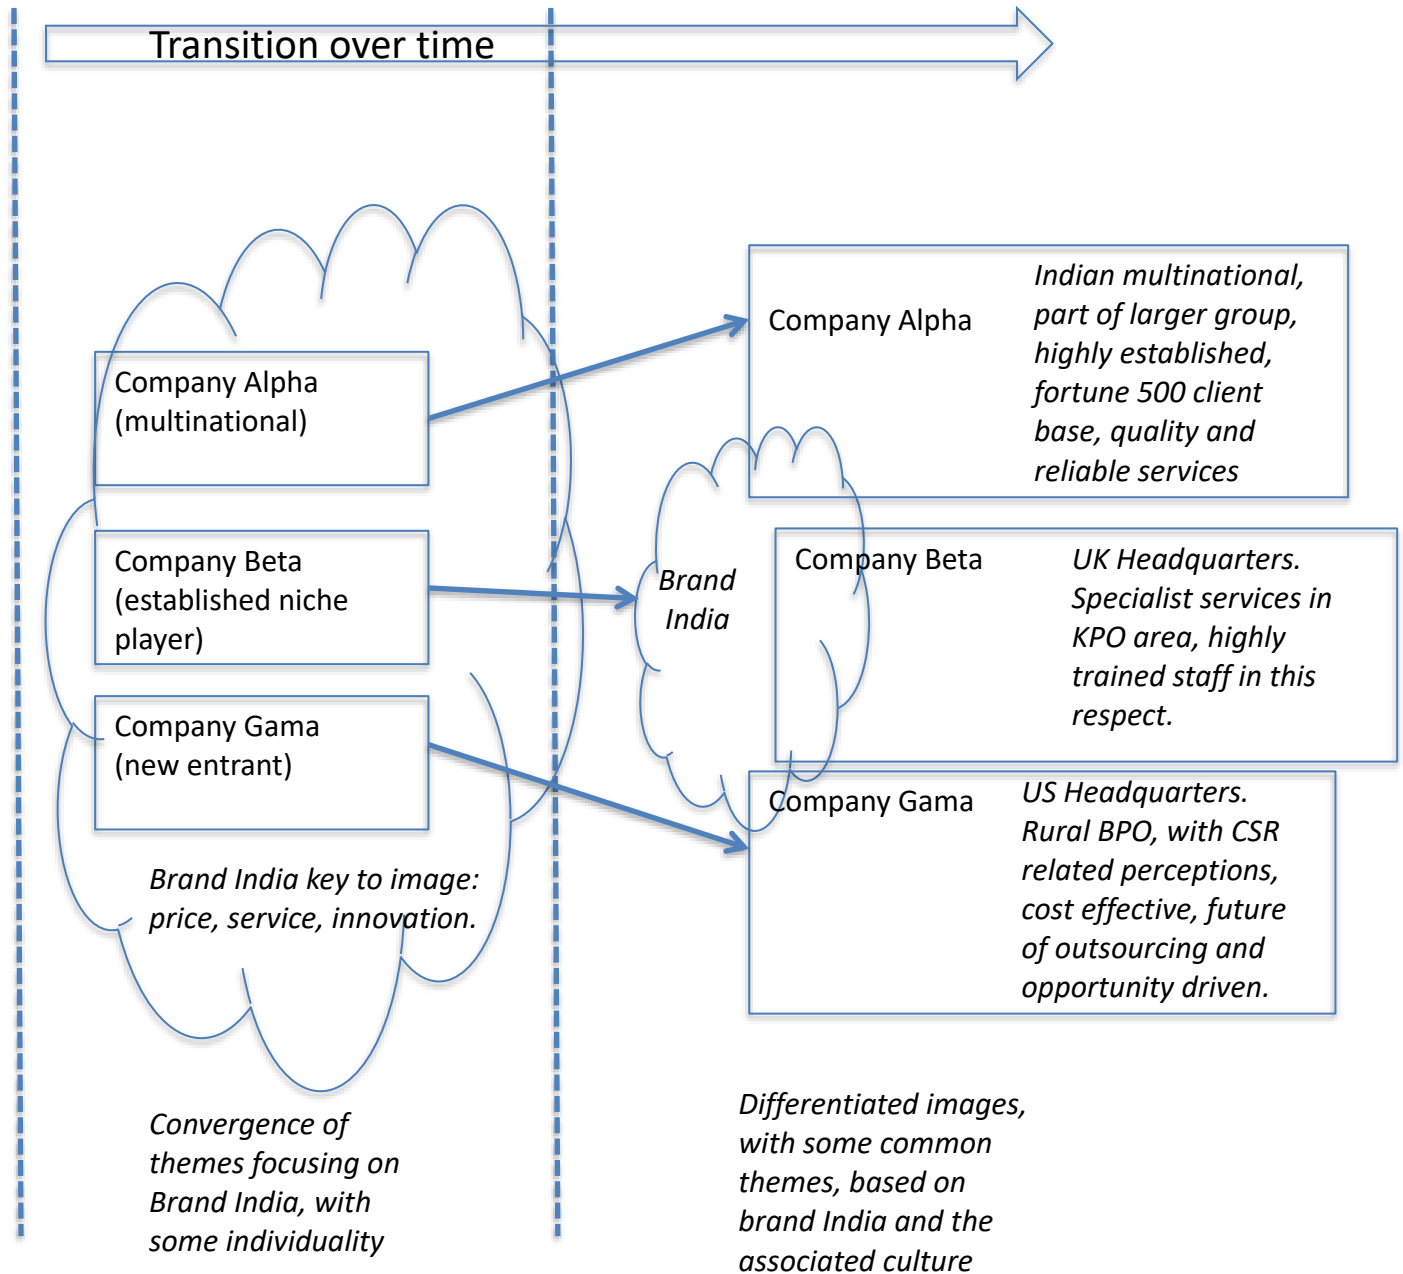 Transition over time
Company Alpha
(multinational)
Company Beta
(established niche
player)
Company Gama
(new entrant)
Brand India key to image:
price, service, innovation.
Convergence of
themes focusing on
Brand India, with
some individuality
Brand
India
Company Alpha
Indian multinational,
part of larger group,
highly established,
fortune 500 client
base, quality and
reliable services
Company Beta
UK Headquarters.
Specialist services in
KPO area, highly
trained staff in this
respect.
Company Gama
US Headquarters.
Rural BPO, with CSR
related perceptions,
cost effective, future
of outsourcing and
opportunity driven.
Differentiated images,
with some common
themes, based on
brand India and the
associated culture